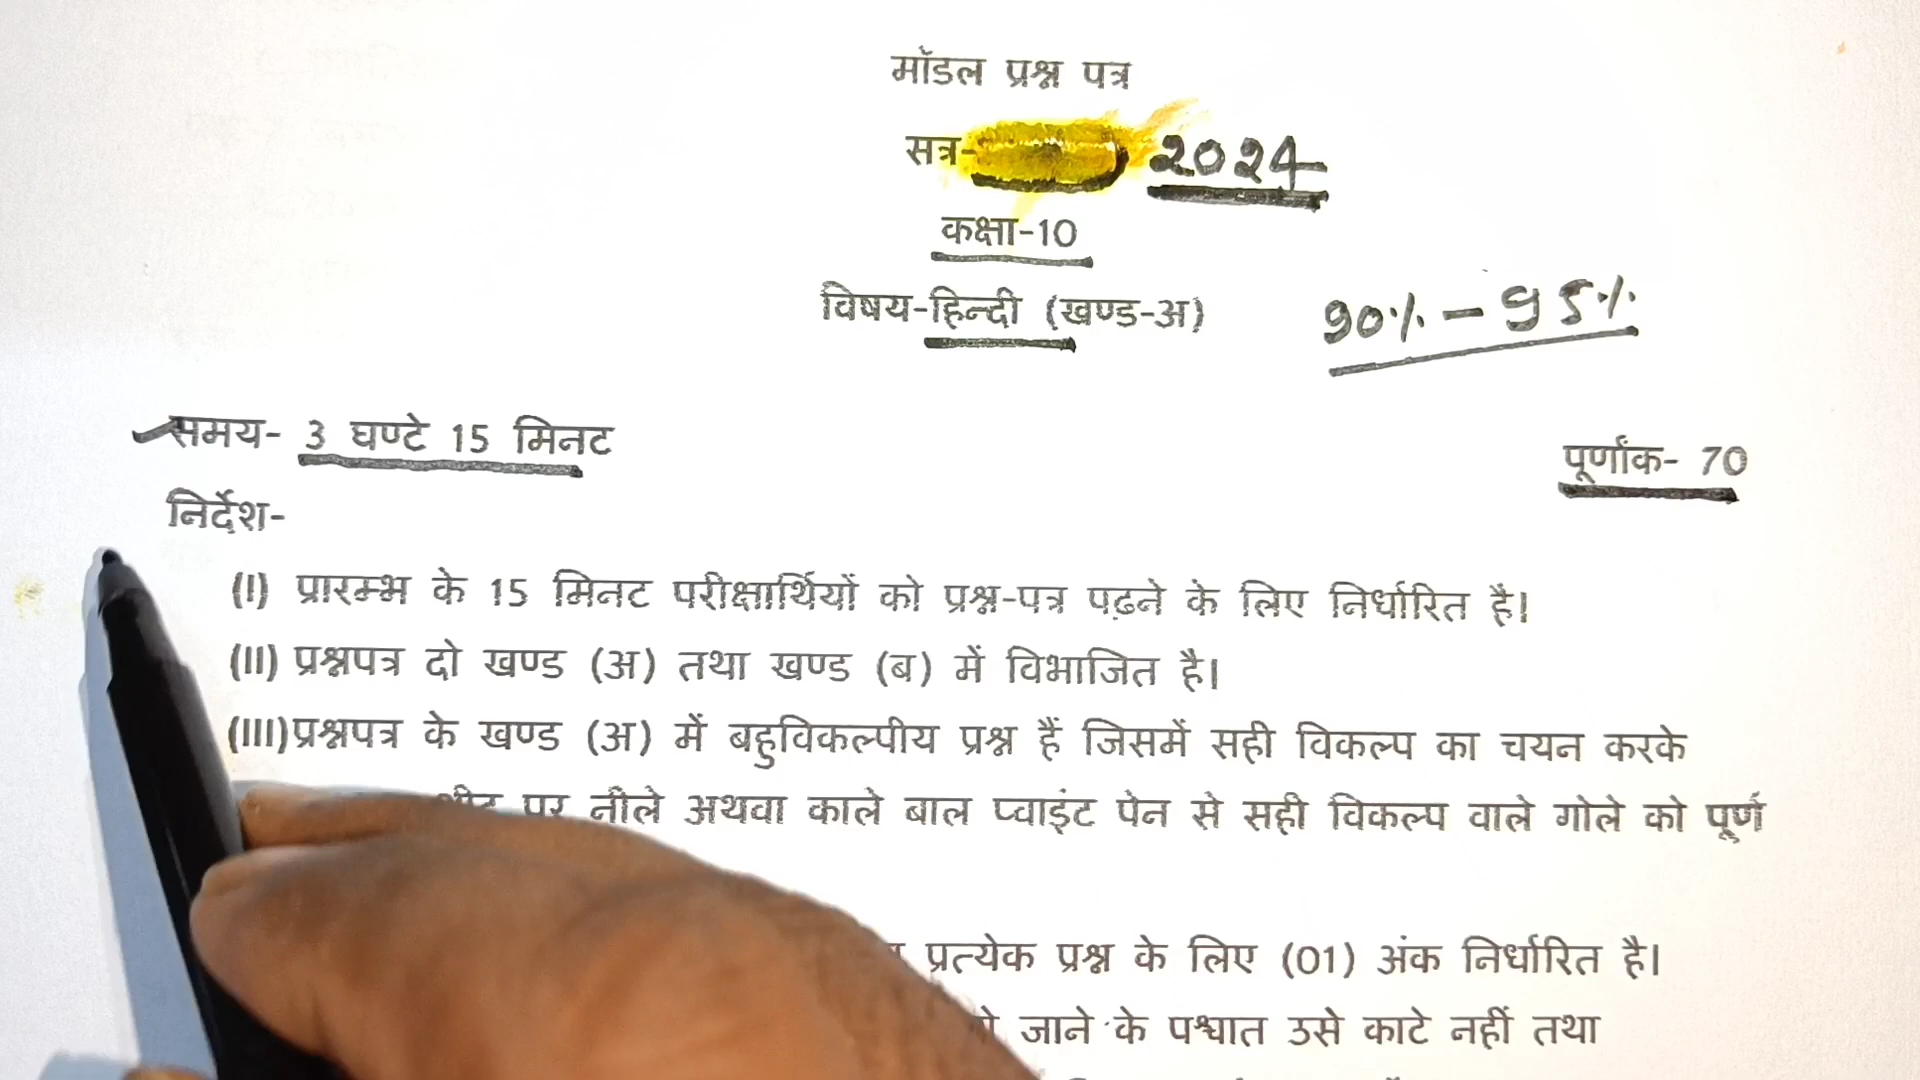 मॉडल प्रश्न पत्र
सत्र- 2024
कक्षा-10
विषय-हिन्दी (खण्ड-अ)
90% - 95%
समय- 3 घण्टे 15 मिनट
पूर्णांक- 70
निर्देश-
(I) प्रारम्भ के 15 मिनट परीक्षार्थियों को प्रश्न-पत्र पढ़ने के लिए निर्धारित है।
(II) प्रश्नपत्र दो खण्ड (अ) तथा खण्ड (ब) में विभाजित है।
(III) प्रश्नपत्र के खण्ड (अ) में बहुविकल्पीय प्रश्न हैं जिसमें सही विकल्प का चयन करके
पर नीले अथवा काले बाल प्वाइंट पेन से सही विकल्प वाले गोले को पूर्ण
प्रत्येक प्रश्न के लिए (01) अंक निर्धारित है।
जाने के पश्चात उसे काटे नहीं तथा